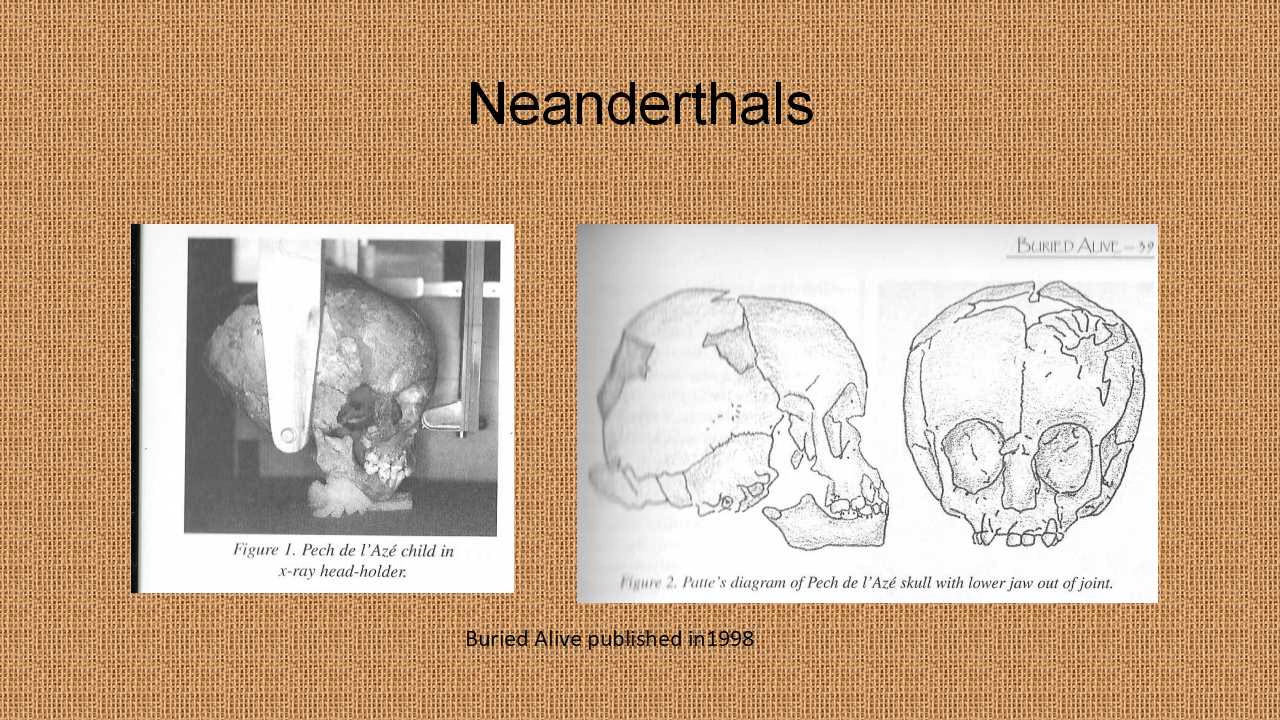 Neanderthals
Figure 1. Pech de l'Azé child in
x-ray head-holder.
BURIED ALIVE — 39
Figure 2. Patte's diagram of Pech de l'Azé skull with lower jaw out of joint.
Buried Alive published in1998